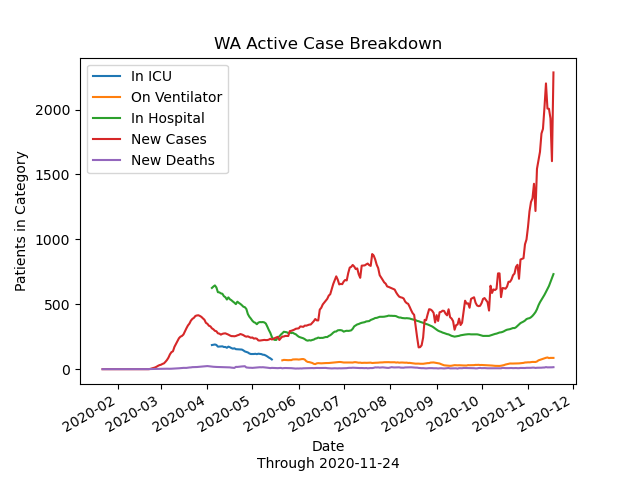 WA Active Case Breakdown
In ICU
On Ventilator
In Hospital
New Cases
New Deaths
Patients in Category
2000
1500
1000
500
0
2020-02
2020-03
2020-04
2020-05
2020-06
2020-07
2020-08
2020-09
2020-10
2020-11
2020-12
Date
Through 2020-11-24